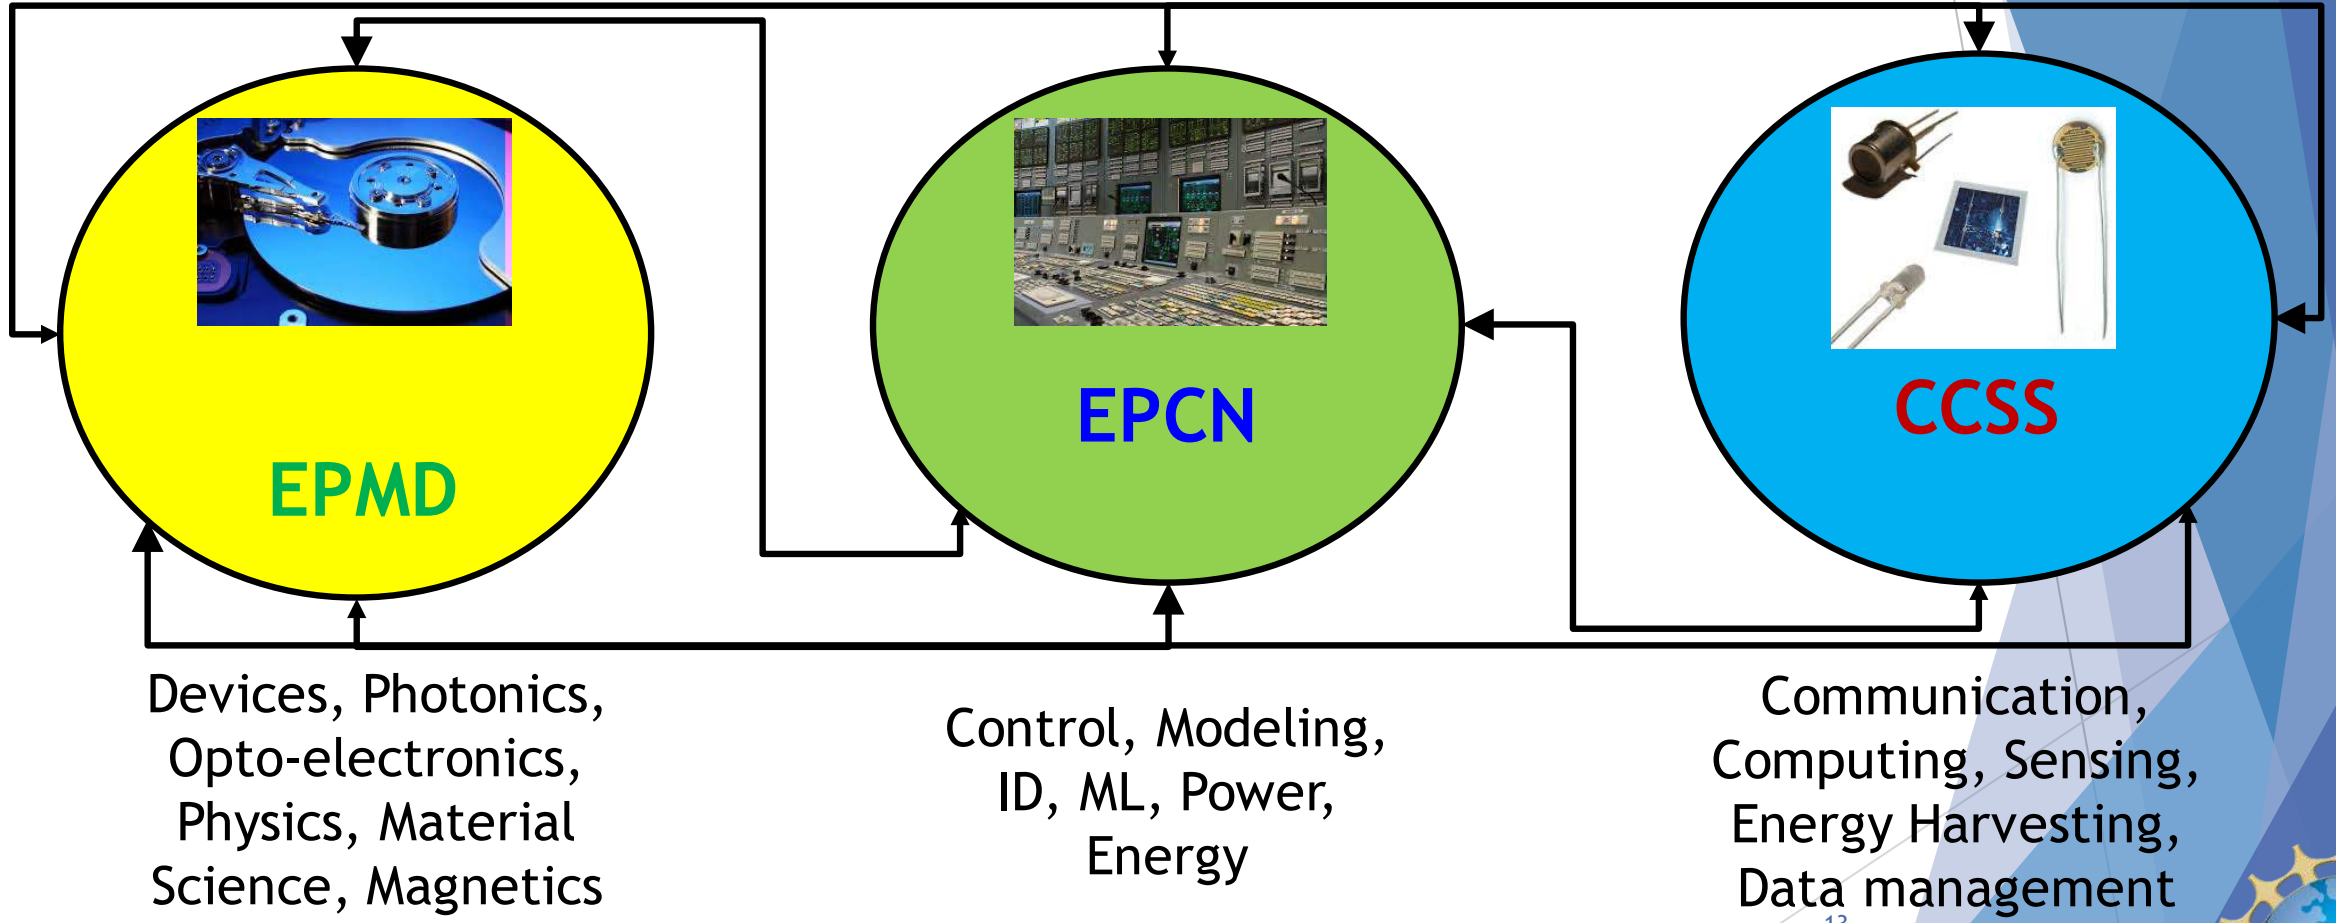 EPMD
EPCN
CCSS
Devices, Photonics,
Opto-electronics,
Physics, Material
Science, Magnetics
Control, Modeling,
ID, ML, Power,
Energy
Communication,
Computing, Sensing,
Energy Harvesting,
Data management
13